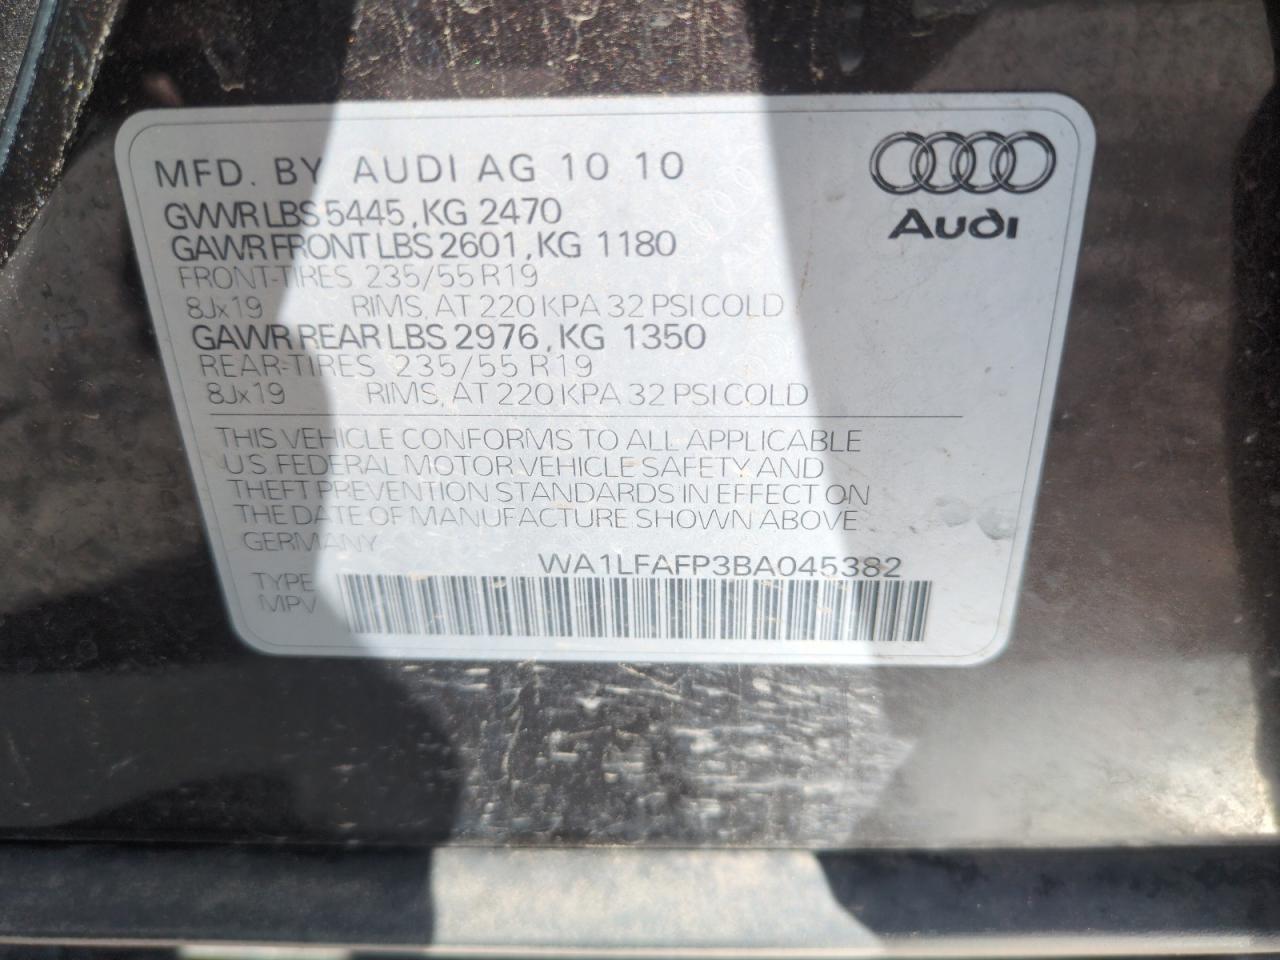 MFD. BY AUDI AG 10 10
Audi
GVWR LBS 5445, KG 2470
GAWR FRONT LBS 2601, KG 1180
FRONT-TIRES 235/55 R19
8Jx19 RIMS, AT 220 KPA 32 PSI COLD
GAWR REAR LBS 2976, KG 1350
REAR-TIRES 235/55 R19
8Jx19 RIMS, AT 220 KPA 32 PSI COLD
THIS VEHICLE CONFORMS TO ALL APPLICABLE
U.S. FEDERAL MOTOR VEHICLE SAFETY AND
THEFT PREVENTION STANDARDS IN EFFECT ON
THE DATE OF MANUFACTURE SHOWN ABOVE
GERMANY
WA1LFAFP3BA045382
TYPE
MPV